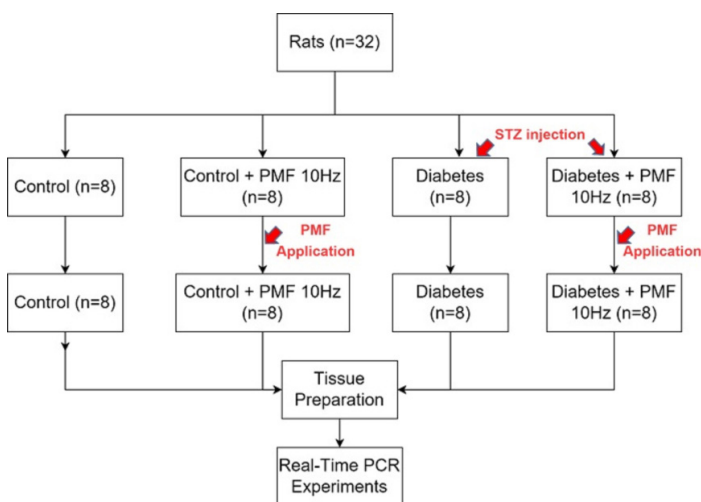 Rats (n=32)
STZ injection
Control (n=8)
Control + PMF 10Hz
(n=8)
Diabetes
(n=8)
Diabetes + PMF
10Hz (n=8)
PMF
Application
PMF
Application
Control (n=8)
Control + PMF 10Hz
(n=8)
Diabetes
(n=8)
Diabetes + PMF
10Hz (n=8)
Tissue
Preparation
Real-Time PCR
Experiments